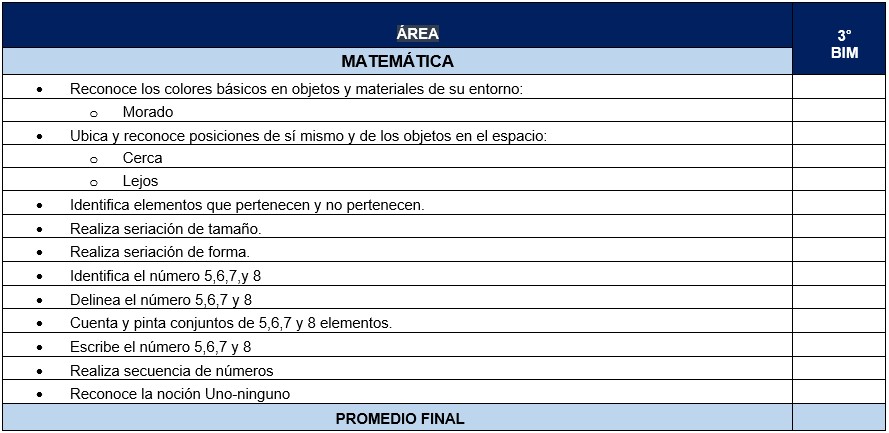 ÁREA
3°
BIM
MATEMÁTICA
• Reconoce los colores básicos en objetos y materiales de su entorno:
o Morado
• Ubica y reconoce posiciones de sí mismo y de los objetos en el espacio:
o Cerca
o Lejos
• Identifica elementos que pertenecen y no pertenecen.
• Realiza seriación de tamaño.
• Realiza seriación de forma.
• Identifica el número 5,6,7,y 8
• Delinea el número 5,6,7 y 8
• Cuenta y pinta conjuntos de 5,6,7 y 8 elementos.
• Escribe el número 5,6,7 y 8
• Realiza secuencia de números
• Reconoce la noción Uno-ninguno
PROMEDIO FINAL